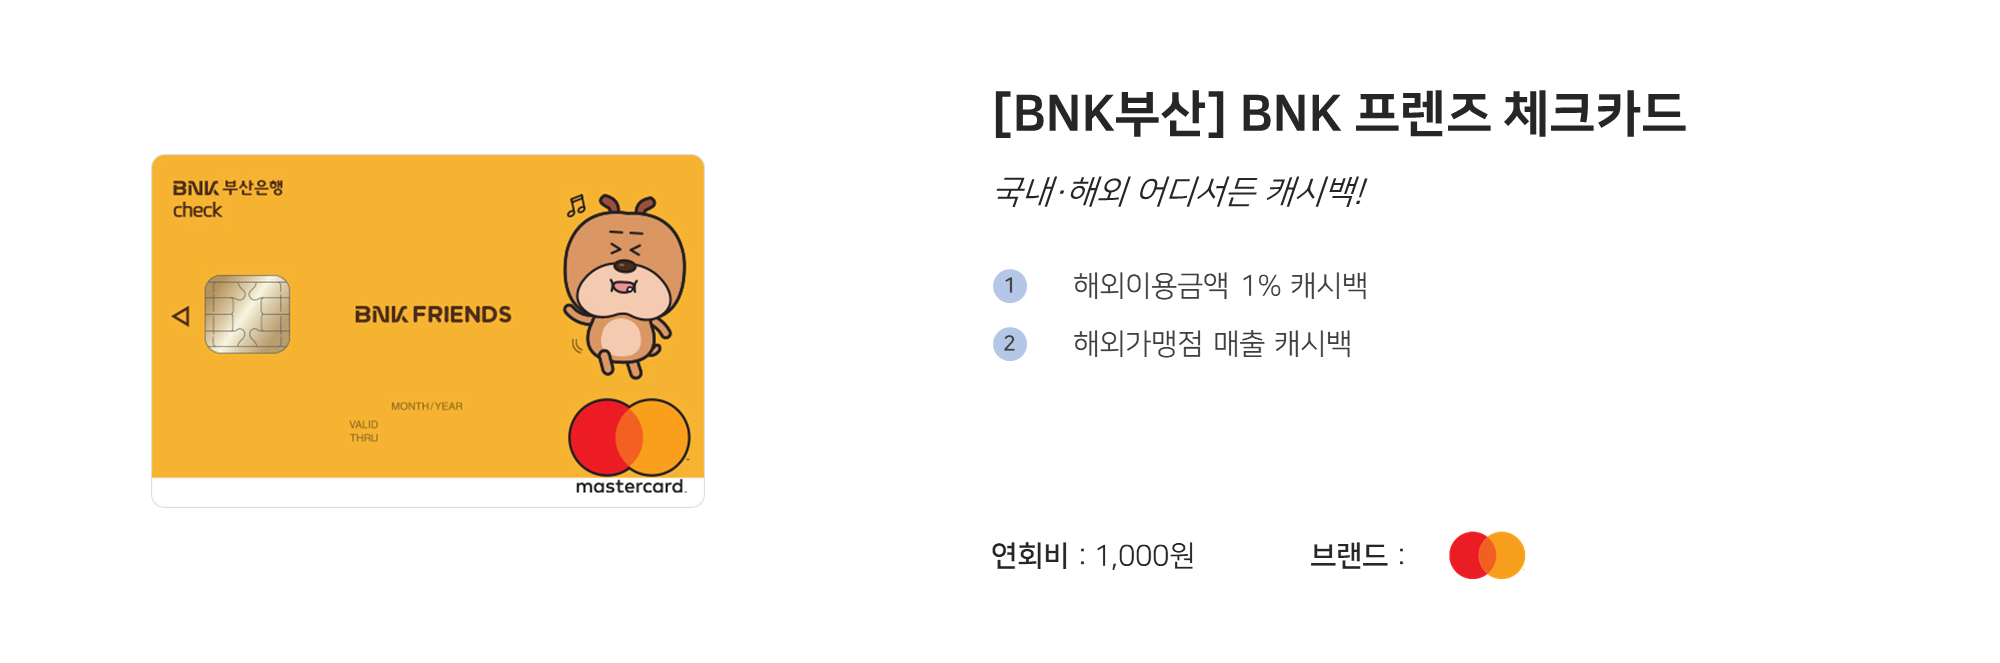 BNK 부산은행
check
BNK FRIENDS
MONTH/YEAR
VALID
THRU
mastercard.
[BNK부산] BNK 프렌즈 체크카드
국내·해외 어디서든 캐시백!
1 해외이용금액 1% 캐시백
2 해외가맹점 매출 캐시백
연회비 : 1,000원 브랜드 :